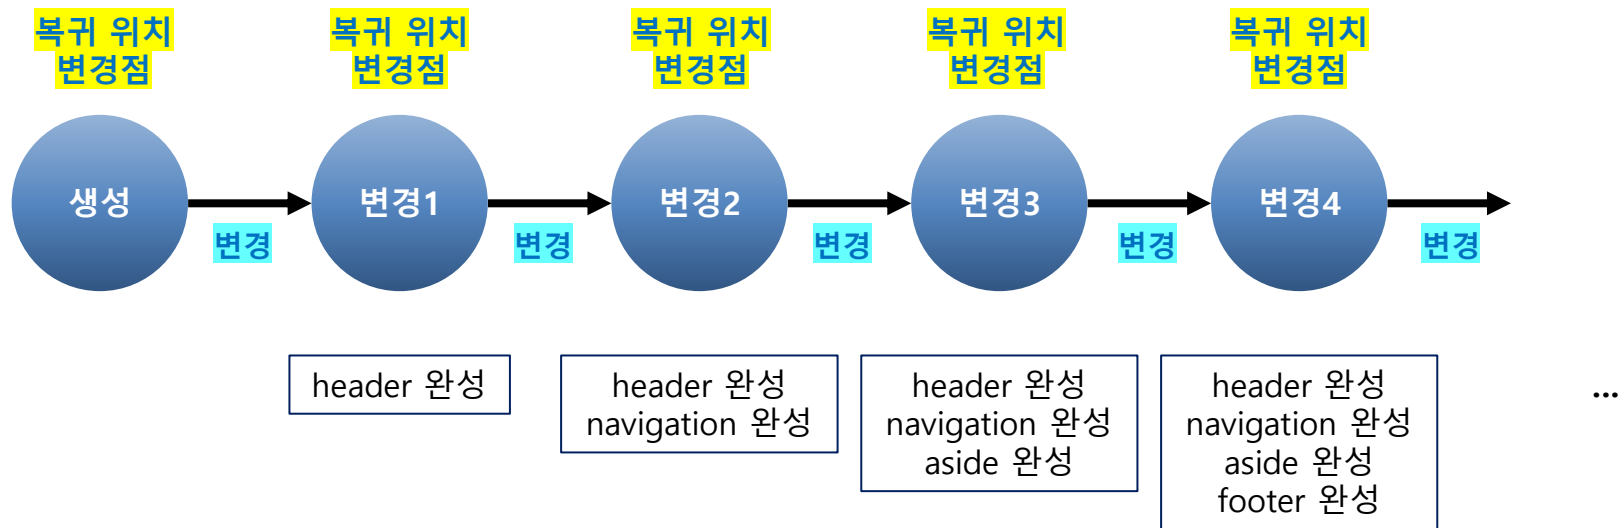 복귀 위치
변경점
복귀 위치
변경점
복귀 위치
변경점
복귀 위치
변경점
복귀 위치
변경점
생성
변경1
변경2
변경3
변경4
변경
변경
변경
변경
변경
header 완성
header 완성
navigation 완성
header 완성
navigation 완성
aside 완성
header 완성
navigation 완성
aside 완성
footer 완성
...